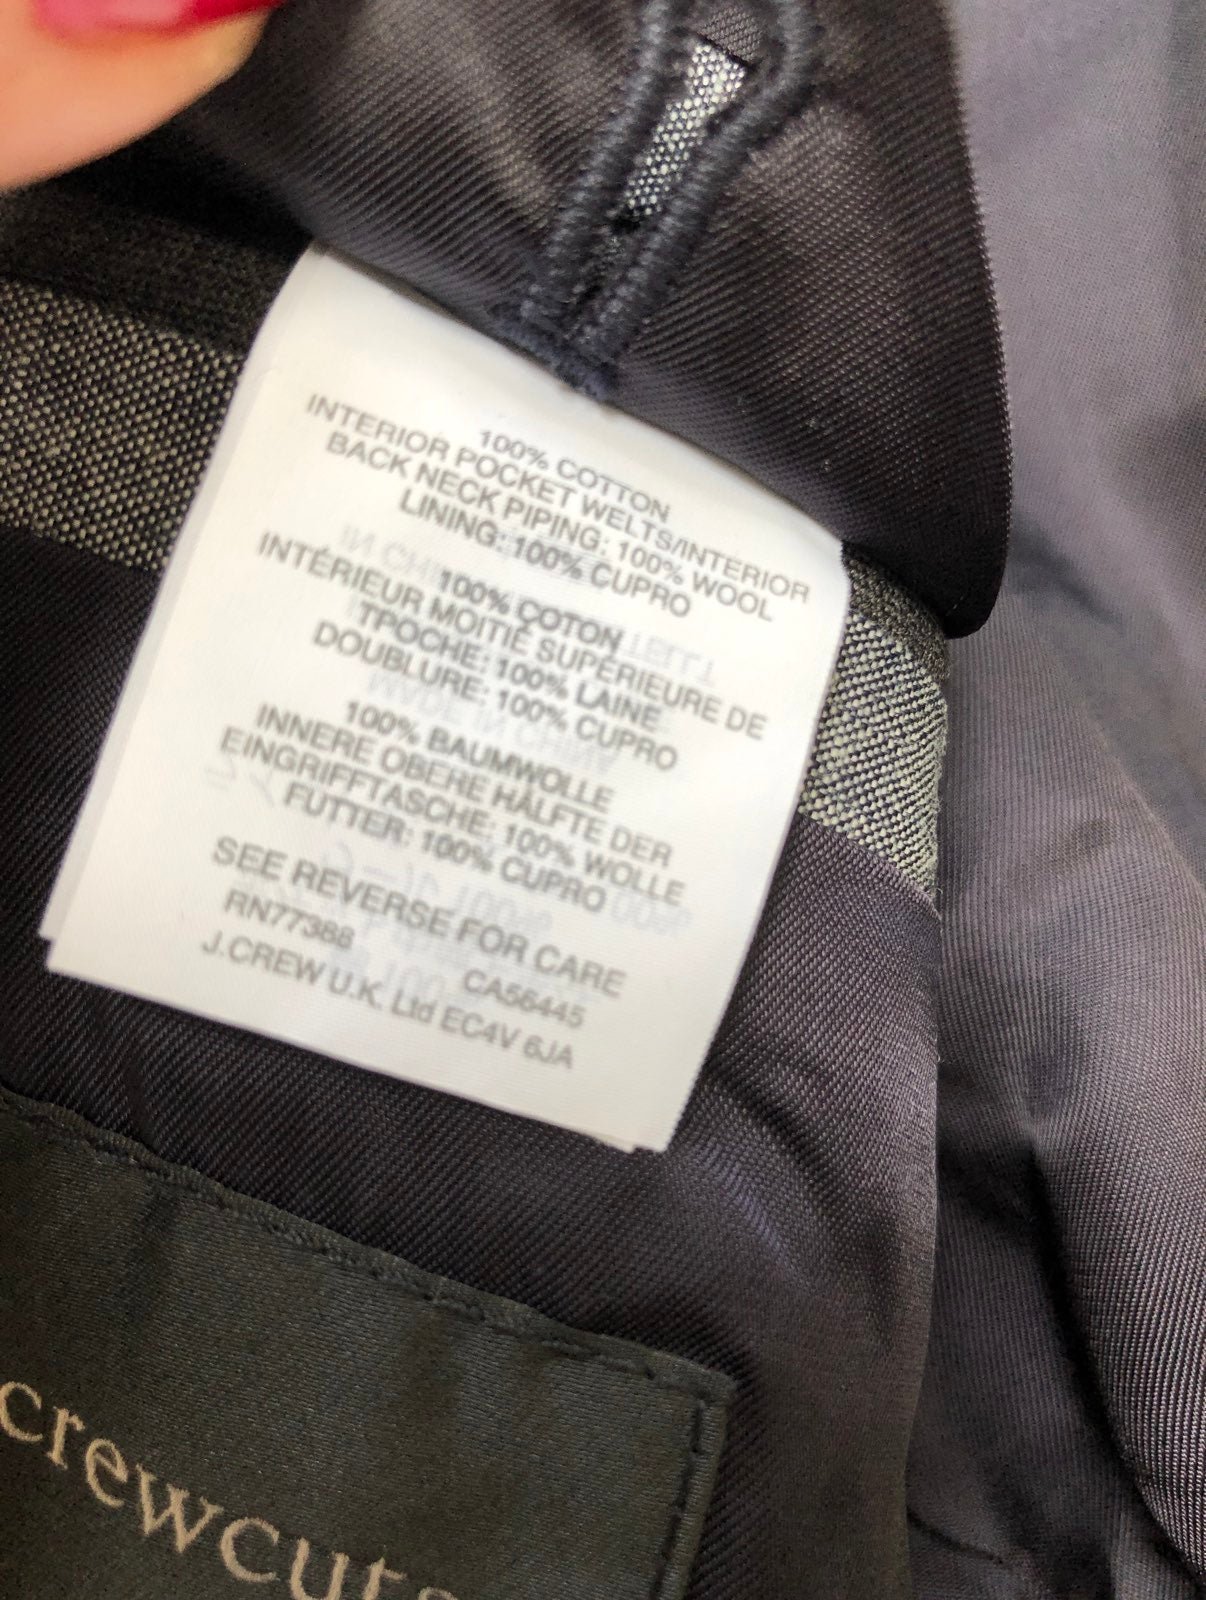 100% COTTON
INTERIOR POCKET WELTS/INTERIOR
BACK NECK PIPING: 100% WOOL
LINING: 100% CUPRO
100% COTON
INTÉRIEUR MOITIÉ SUPÉRIEURE DE
TPOCHE: 100% LAINE
DOUBLURE: 100% CUPRO
100% BAUMWOLLE
INNERE OBERE HÄLFTE DER
EINGRIFFTASCHE: 100% WOLLE
FUTTER: 100% CUPRO
SEE REVERSE FOR CARE
RN77388 CA56445
J.CREW U.K. Ltd EC4V 6JA
crewcuts